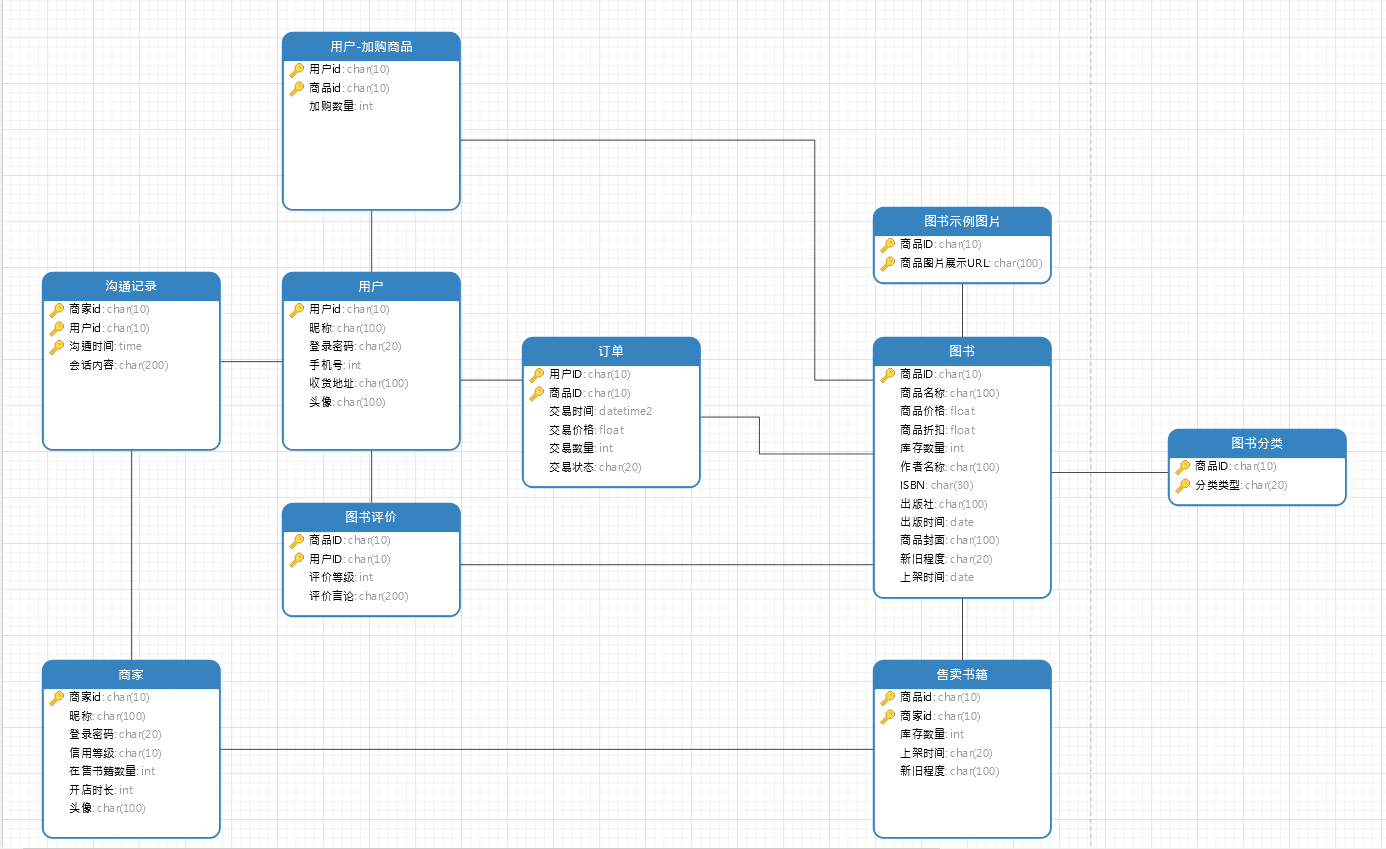 用户-加购商品
用户id: char(10)
商品id: char(10)
加购数量: int
图书示例图片
商品ID: char(10)
商品图片展示URL: char(100)
沟通记录
商家id: char(10)
用户id: char(10)
沟通时间: time
会话内容: char(200)
用户
用户id: char(10)
昵称: char(100)
登录密码: char(20)
手机号: int
收货地址: char(100)
头像: char(100)
订单
用户ID: char(10)
商品ID: char(10)
交易时间: datetime2
交易价格: float
交易数量: int
交易状态: char(20)
图书
商品ID: char(10)
商品名称: char(100)
商品价格: float
商品折扣: float
库存数量: int
作者名称: char(100)
ISBN: char(30)
出版社: char(100)
出版时间: date
商品封面: char(100)
新旧程度: char(20)
上架时间: date
图书分类
商品ID: char(10)
分类类型: char(20)
图书评价
商品ID: char(10)
用户ID: char(10)
评价等级: int
评价言论: char(200)
商家
商家id: char(10)
昵称: char(100)
登录密码: char(20)
信用等级: char(10)
在售书籍数量: int
开店时长: int
头像: char(100)
售卖书籍
商品id: char(10)
商家id: char(10)
库存数量: int
上架时间: char(20)
新旧程度: char(100)